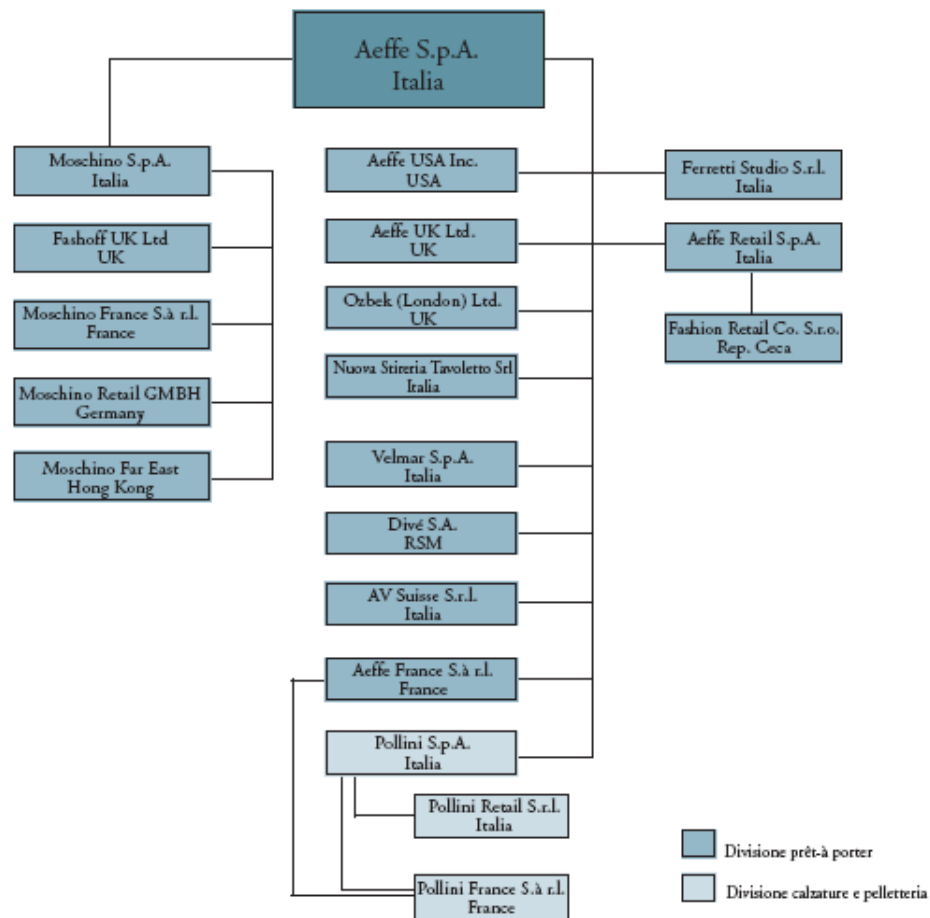 Aeffe S.p.A.
Italia
Moschino S.p.A.
Italia
Fashoff UK Ltd
UK
Moschino France S.à r.l.
France
Moschino Retail GMBH
Germany
Moschino Far East
Hong Kong
Aeffe USA Inc.
USA
Aeffe UK Ltd.
UK
Ozbek (London) Ltd.
UK
Nuova Stireria Tavoleto Srl
Italia
Velmar S.p.A.
Italia
Divé S.A.
RSM
AV Suisse S.r.l.
Italia
Aeffe France S.à r.l.
France
Pollini S.p.A.
Italia
Pollini Retail S.r.l.
Italia
Pollini France S.à r.l.
France
Ferretti Studio S.r.l.
Italia
Aeffe Retail S.p.A.
Italia
Fashion Retail Co. S.r.o.
Rep. Ceca
Divisione prêt-à porter
Divisione calzature e pelletteria